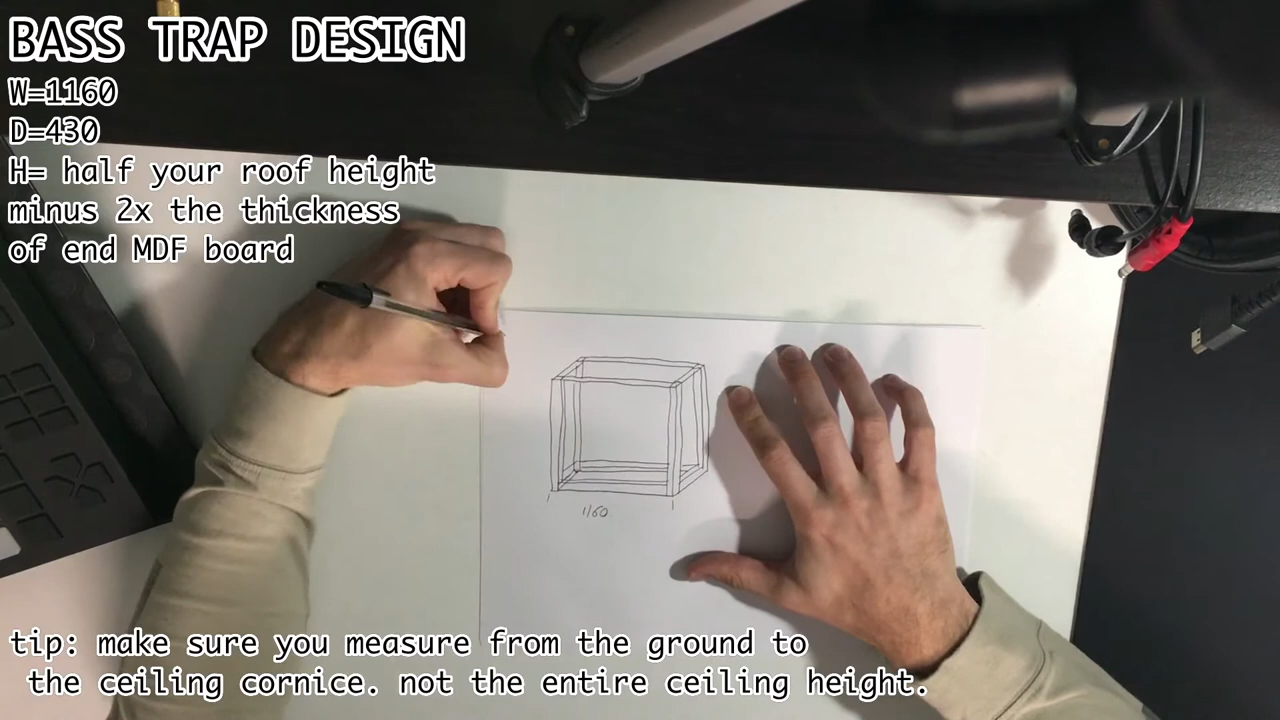 BASS TRAP DESIGN
W=1160
D=430
H= half your roof height
minus 2x the thickness
of end MDF board
1160
tip: make sure you measure from the ground to
the ceiling cornice. not the entire ceiling height.